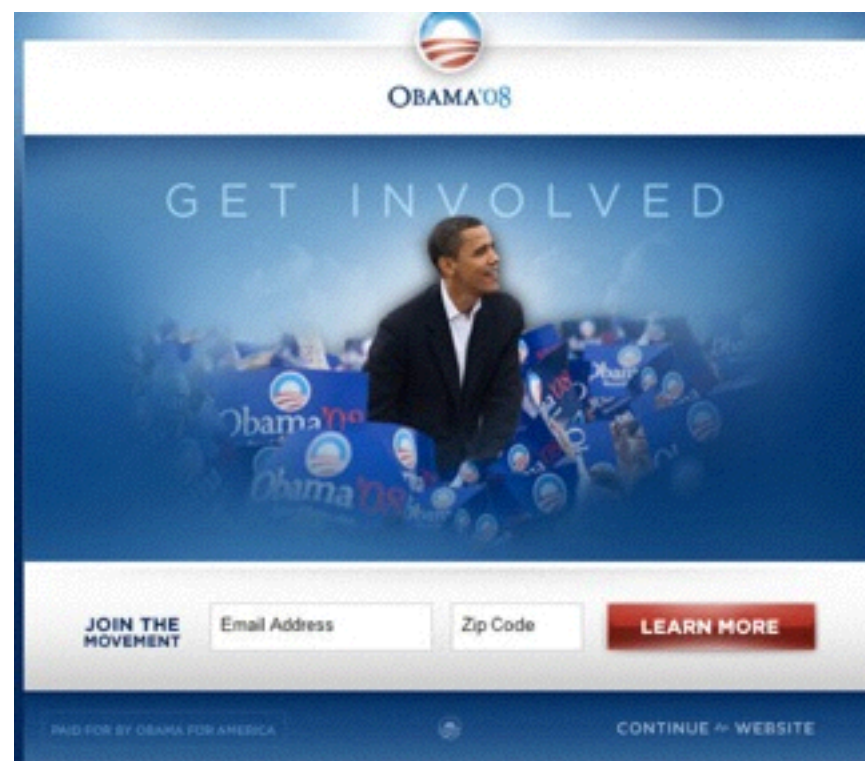 OBAMA'08
GET INVOLVED
Obama'08
Obama'08
JOIN THE
MOVEMENT
Email Address
Zip Code
LEARN MORE
PAID FOR BY OBAMA FOR AMERICA
CONTINUE to WEBSITE